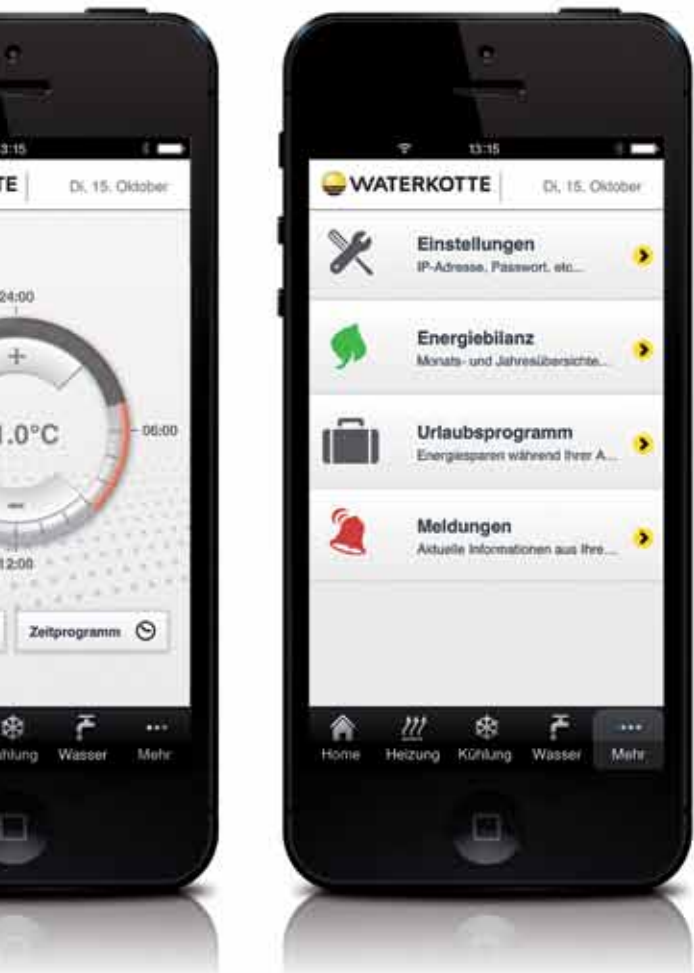 3:15
TE
Di, 15. Oktober
24:00
1.0°C
06:00
12:00
Zeitprogramm
hlung Wasser Mehr
13:15
WATERKOTTE
Di, 15. Oktober
Einstellungen
IP-Adresse, Passwort, etc...
Energiebilanz
Monats- und Jahresübersichte...
Urlaubsprogramm
Energiesparen während Ihrer A...
Meldungen
Aktuelle Informationen aus Ihre...
Home Heizung Kühlung Wasser Mehr